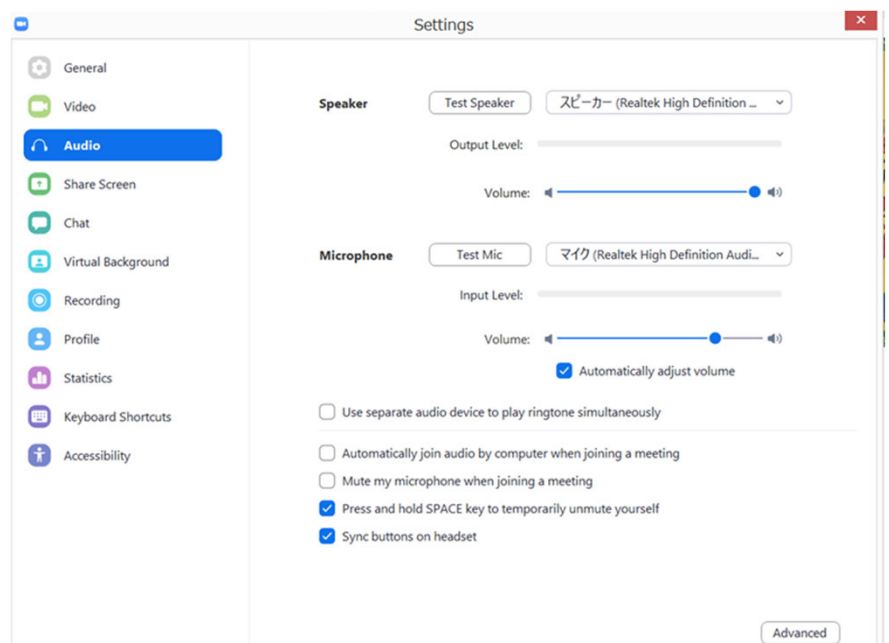 Settings
General
Video
Audio
Share Screen
Chat
Virtual Background
Recording
Profile
Statistics
Keyboard Shortcuts
Accessibility
Speaker
Test Speaker
スピーカー (Realtek High Definition ...
Output Level:
Volume:
Microphone
Test Mic
マイク (Realtek High Definition Audi...
Input Level:
Volume:
Automatically adjust volume
Use separate audio device to play ringtone simultaneously
Automatically join audio by computer when joining a meeting
Mute my microphone when joining a meeting
Press and hold SPACE key to temporarily unmute yourself
Sync buttons on headset
Advanced